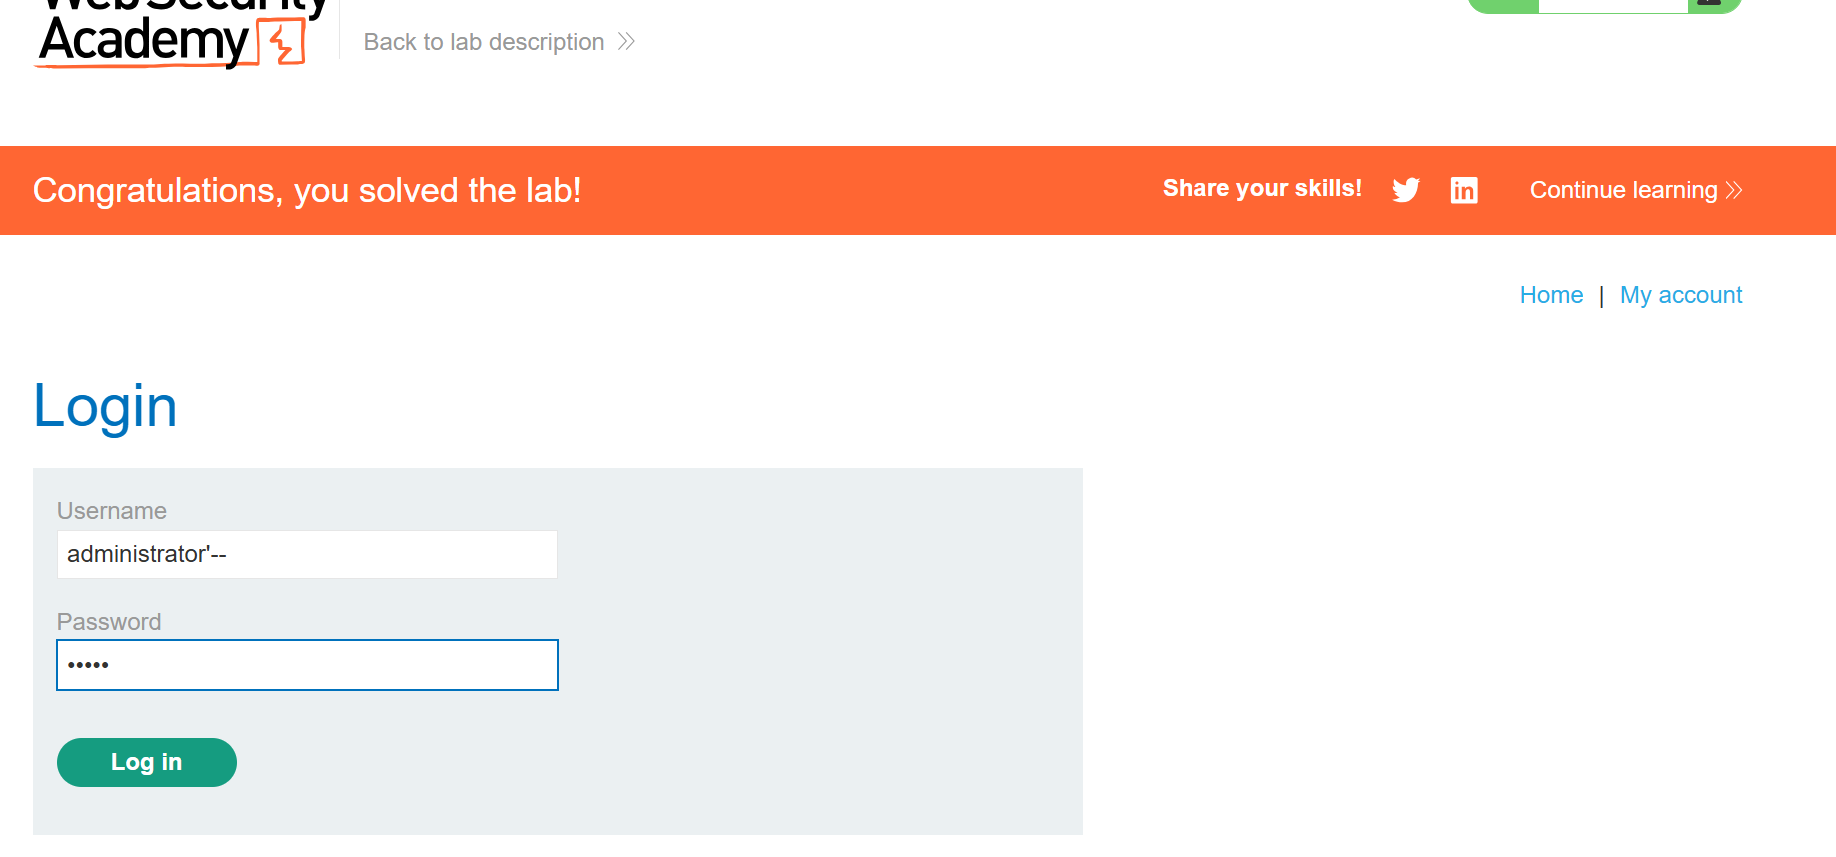 WebSecurity
Academy
Back to lab description
Congratulations, you solved the lab!
Share your skills!
Continue learning
Home | My account
Login
Username
administrator'--
Password
•••••
Log in